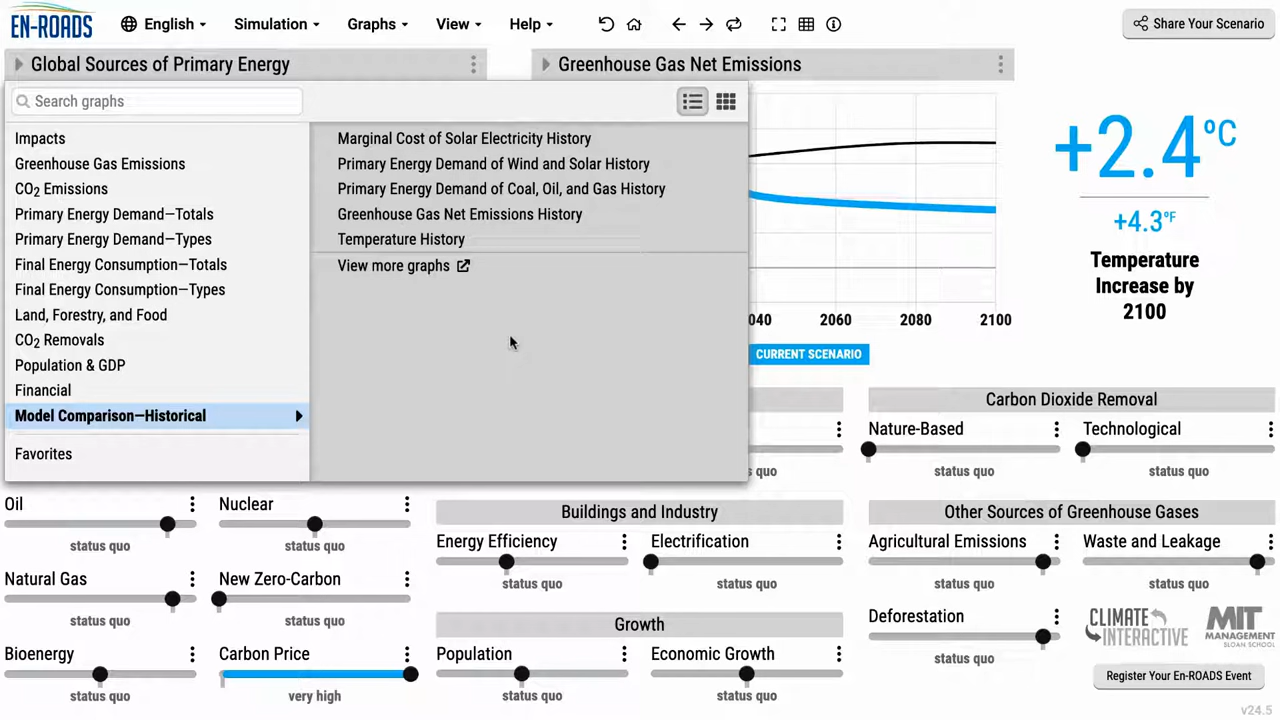 EN-ROADS
English
Simulation
Graphs
View
Help
Share Your Scenario
Global Sources of Primary Energy
Greenhouse Gas Net Emissions
Search graphs
Impacts
Greenhouse Gas Emissions
CO₂ Emissions
Primary Energy Demand—Totals
Primary Energy Demand—Types
Final Energy Consumption—Totals
Final Energy Consumption—Types
Land, Forestry, and Food
CO₂ Removals
Population & GDP
Financial
Model Comparison—Historical
Favorites
Marginal Cost of Solar Electricity History
Primary Energy Demand of Wind and Solar History
Primary Energy Demand of Coal, Oil, and Gas History
Greenhouse Gas Net Emissions History
Temperature History
View more graphs
040 2060 2080 2100
CURRENT SCENARIO
+2.4°C
+4.3°F
Temperature
Increase by
2100
Carbon Dioxide Removal
Nature-Based
status quo
Technological
status quo
s quo
Oil
status quo
Nuclear
status quo
Natural Gas
status quo
New Zero-Carbon
status quo
Bioenergy
status quo
Carbon Price
very high
Buildings and Industry
Energy Efficiency
status quo
Electrification
status quo
Growth
Population
status quo
Economic Growth
status quo
Other Sources of Greenhouse Gases
Agricultural Emissions
status quo
Waste and Leakage
status quo
Deforestation
status quo
CLIMATE
INTERACTIVE
MIT
MANAGEMENT
SLOAN SCHOOL
Register Your En-ROADS Event
v24.5